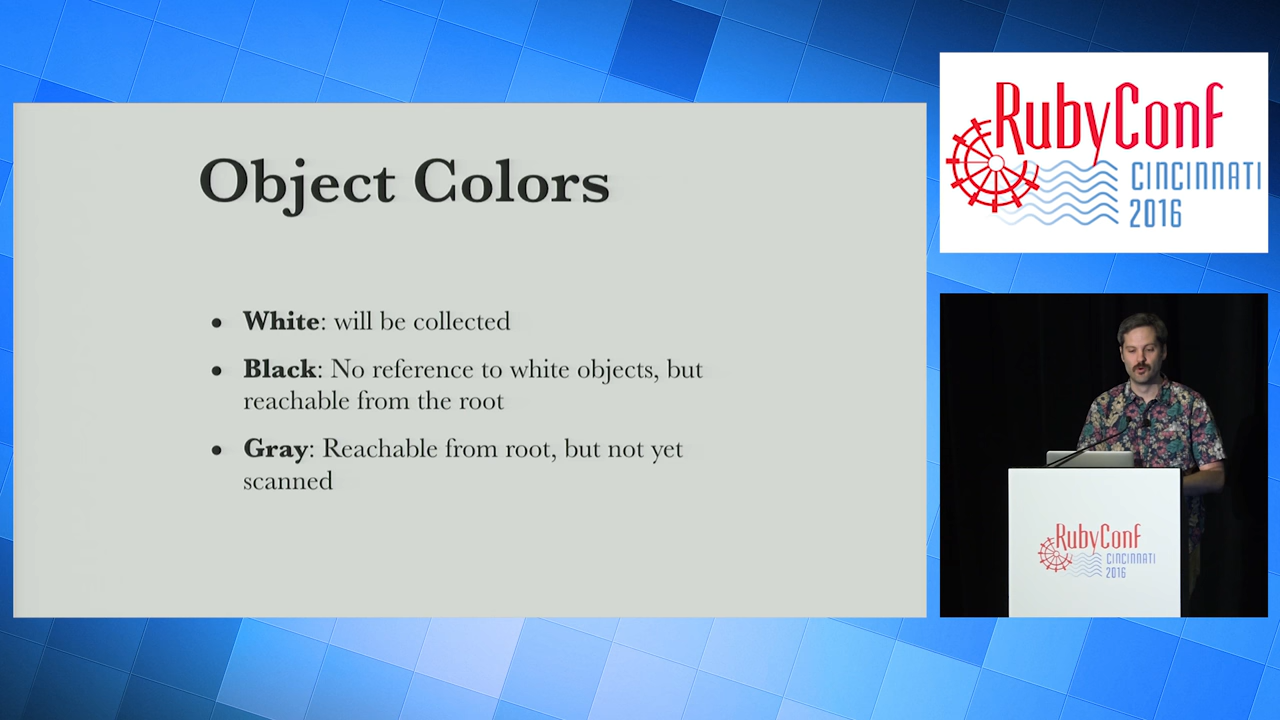 Object Colors
• White: will be collected
• Black: No reference to white objects, but
reachable from the root
• Gray: Reachable from root, but not yet
scanned
RubyConf
CINCINNATI
2016
RubyConf
CINCINNATI
2016